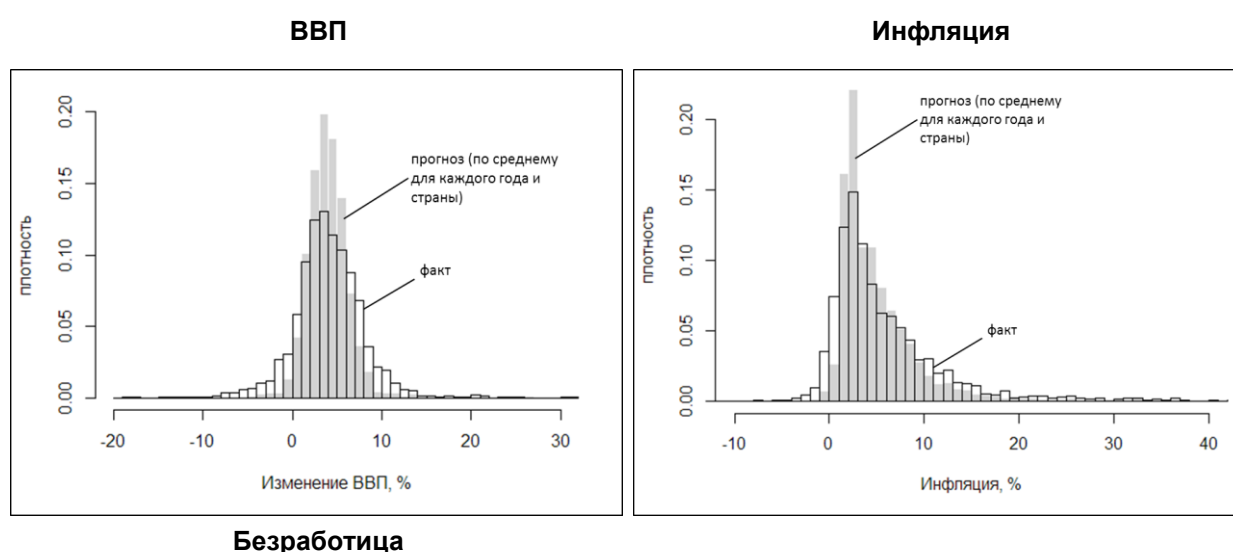 ВВП
Инфляция
прогноз (по среднему
для каждого года и
страны)
факт
плотность
0.00
0.05
0.10
0.15
0.20
-20
-10
0
10
20
30
Изменение ВВП, %
прогноз (по среднему
для каждого года и
страны)
факт
плотность
0.00
0.05
0.10
0.15
0.20
-10
0
10
20
30
40
Инфляция, %
Безработица